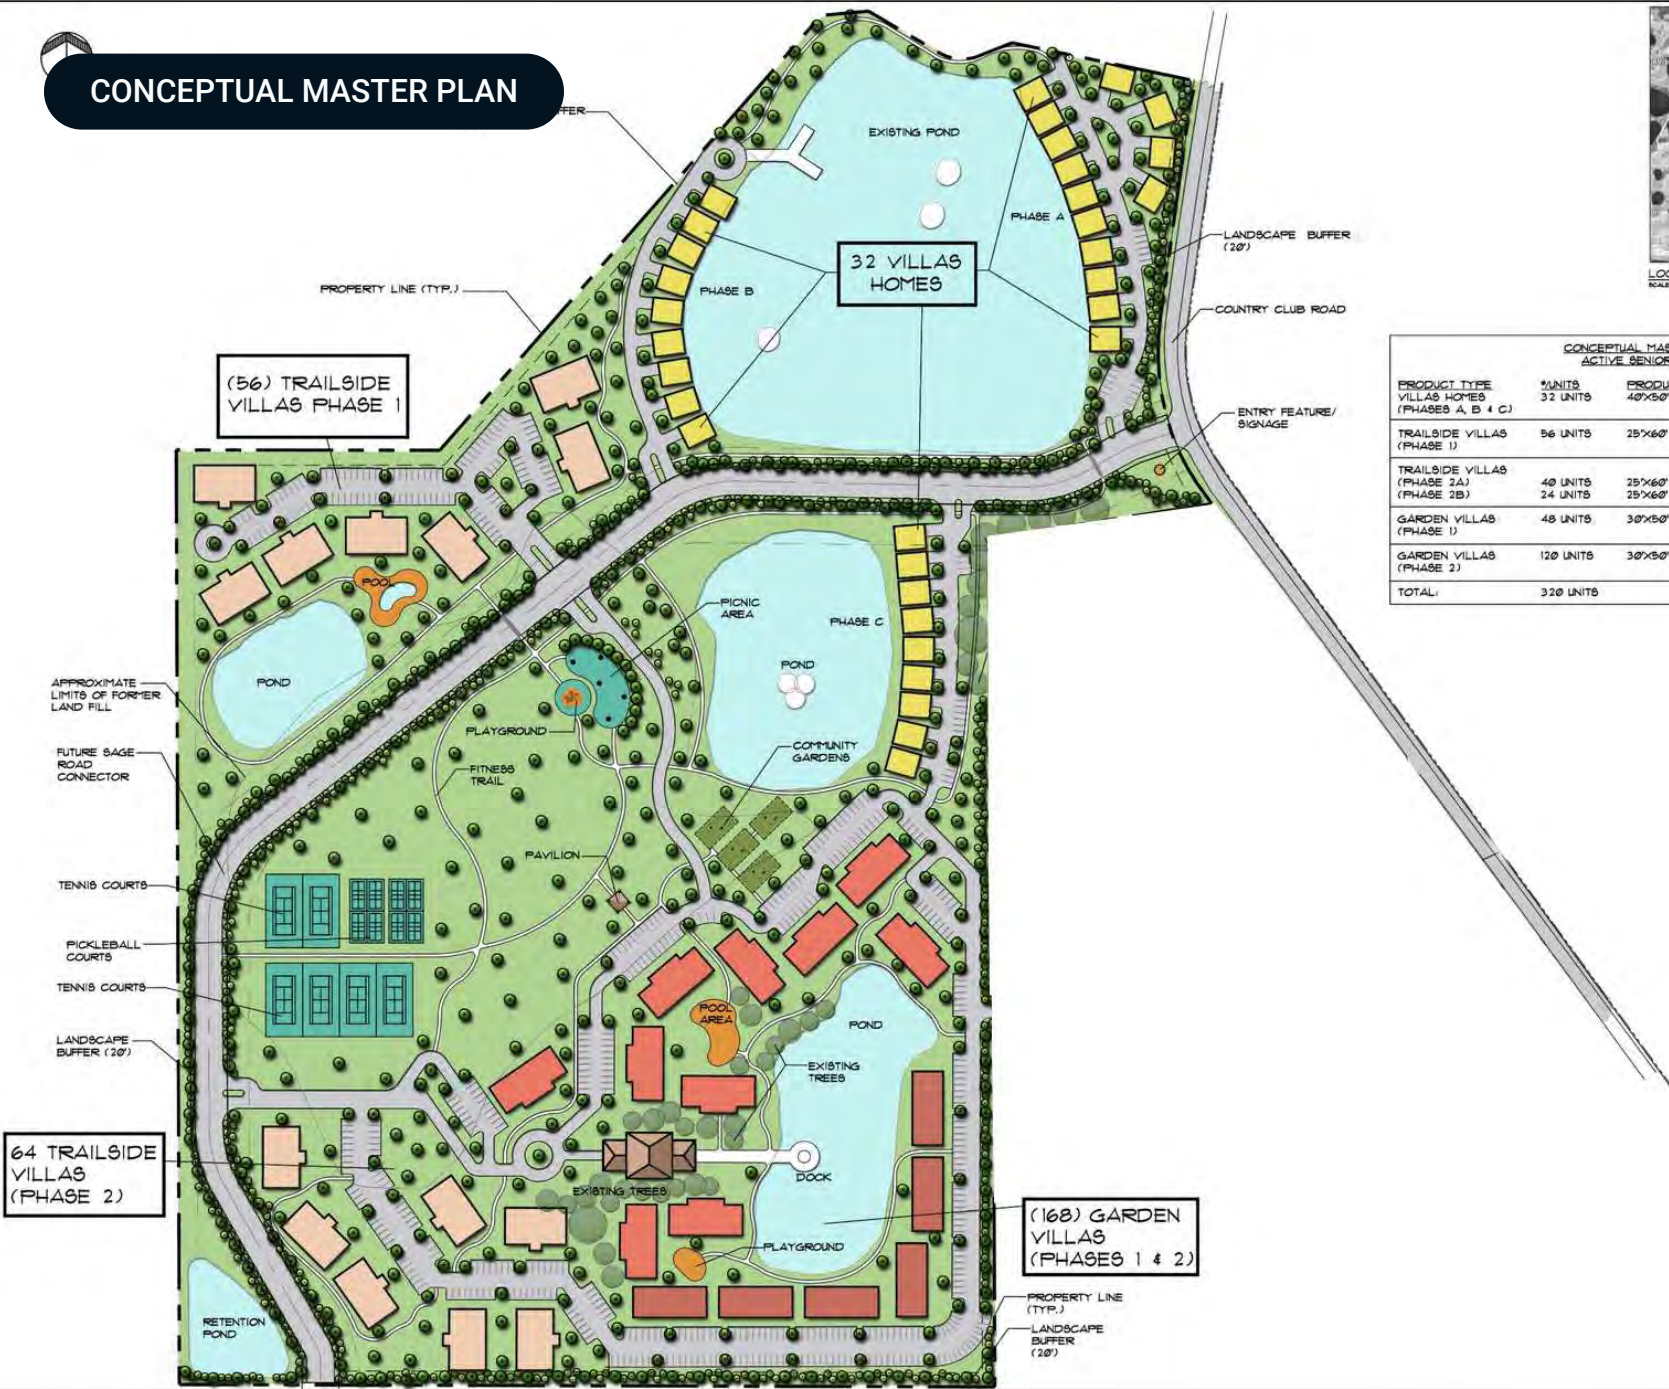 CONCEPTUAL MASTER PLAN
EXISTING POND
PHASE A
LANDSCAPE BUFFER
(20')
32 VILLAS
HOMES
PROPERTY LINE (TYP.)
PHASE B
COUNTRY CLUB ROAD
(56) TRAILSIDE
VILLAS PHASE 1
ENTRY FEATURE/
SIGNAGE
PRODUCT TYPE
VILLAS HOMES
32 UNITS
40'X50'
(PHASES A, B & C)
TRAILSIDE VILLAS
56 UNITS
25'X60'
(PHASE 1)
TRAILSIDE VILLAS
(PHASE 2A)
40 UNITS
25'X60'
(PHASE 2B)
24 UNITS
25'X60'
GARDEN VILLAS
48 UNITS
30'X50'
(PHASE 1)
GARDEN VILLAS
120 UNITS
30'X50'
(PHASE 2)
TOTAL:
320 UNITS
CONCEPTUAL MAS
ACTIVE SENIOR
#/UNITS
PRODU
POOL
PICNIC
AREA
PHASE C
POND
POND
APPROXIMATE
LIMITS OF FORMER
LAND FILL
PLAYGROUND
FUTURE SAGE
ROAD
CONNECTOR
FITNESS
TRAIL
COMMUNITY
GARDENS
PAVILION
TENNIS COURTS
PICKLEBALL
COURTS
TENNIS COURTS
POOL
AREA
POND
LANDSCAPE
BUFFER (20')
EXISTING
TREES
64 TRAILSIDE
VILLAS
(PHASE 2)
DOCK
EXISTING TREES
(168) GARDEN
VILLAS
(PHASES 1 & 2)
PLAYGROUND
PROPERTY LINE
(TYP.)
RETENTION
POND
LANDSCAPE
BUFFER
(20')